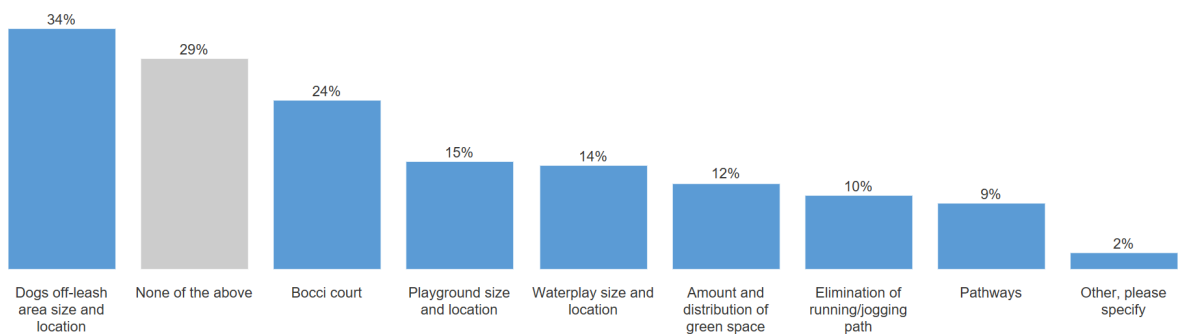 34%
29%
24%
15%
14%
12%
10%
9%
2%
Dogs off-leash
area size and
location
None of the above
Bocci court
Playground size
and location
Waterplay size and
location
Amount and
distribution of
green space
Elimination of
running/jogging
path
Pathways
Other, please
specify